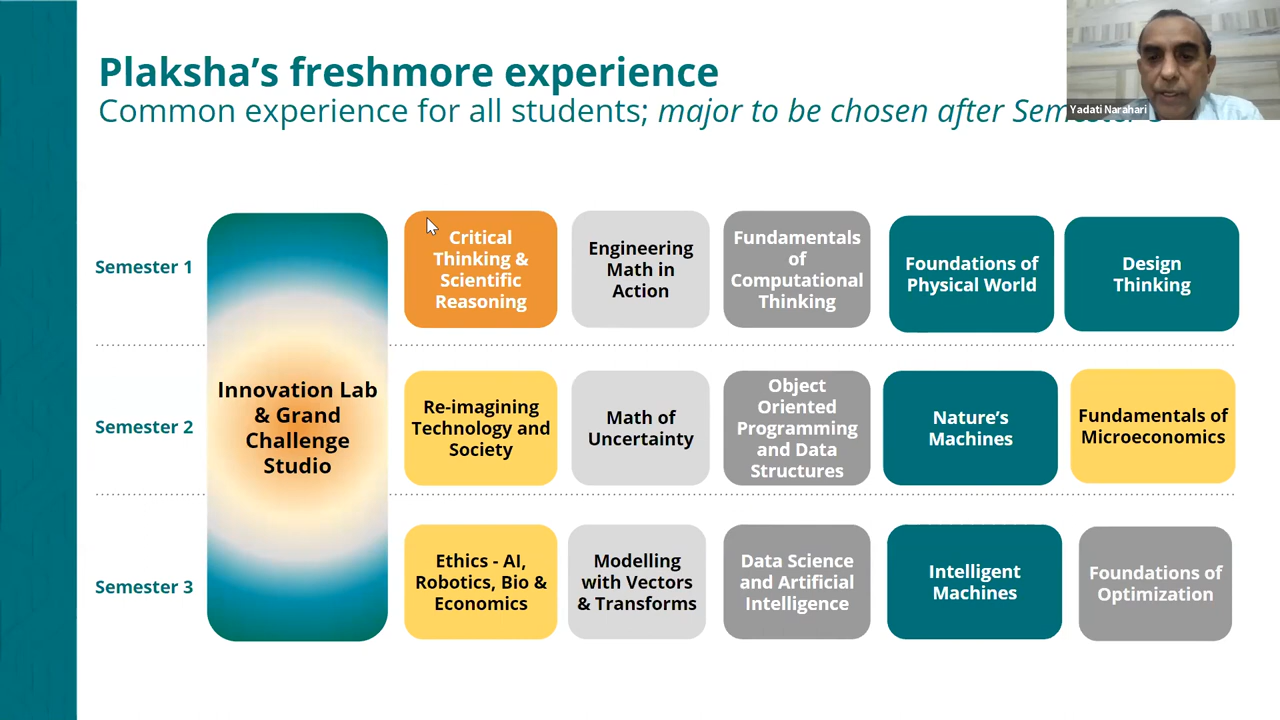 Plaksha's freshmore experience
Common experience for all students; major to be chosen after
Yadati Narahari
Semester 1
Critical
Thinking &
Scientific
Reasoning
Engineering
Math in
Action
Fundamentals
of
Computational
Thinking
Foundations of
Physical World
Design
Thinking
Innovation Lab
& Grand
Challenge
Studio
Semester 2
Re-imagining
Technology and
Society
Math of
Uncertainty
Object
Oriented
Programming
and Data
Structures
Nature's
Machines
Fundamentals of
Microeconomics
Semester 3
Ethics - AI,
Robotics, Bio &
Economics
Modelling
with Vectors
& Transforms
Data Science
and Artificial
Intelligence
Intelligent
Machines
Foundations of
Optimization